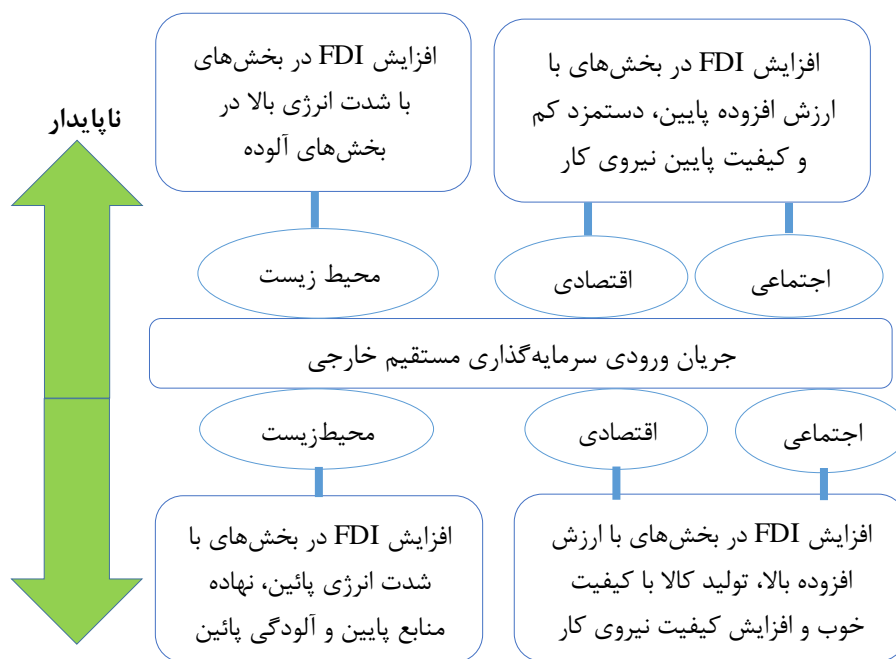 افزایش FDI در بخش‌های با
ارزش افزوده پایین، دستمزد کم
و کیفیت پایین نیروی کار
افزایش FDI در بخش‌های
با شدت انرژی بالا در
بخش‌های آلوده
ناپایدار
اجتماعی
اقتصادی
محیط زیست
جریان ورودی سرمایه‌گذاری مستقیم خارجی
اجتماعی
اقتصادی
محیط‌زیست
افزایش FDI در بخش‌های با ارزش
افزوده بالا، تولید کالا با کیفیت
خوب و افزایش کیفیت نیروی کار
افزایش FDI در بخش‌های با
شدت انرژی پائین، نهاده
منابع پایین و آلودگی پائین